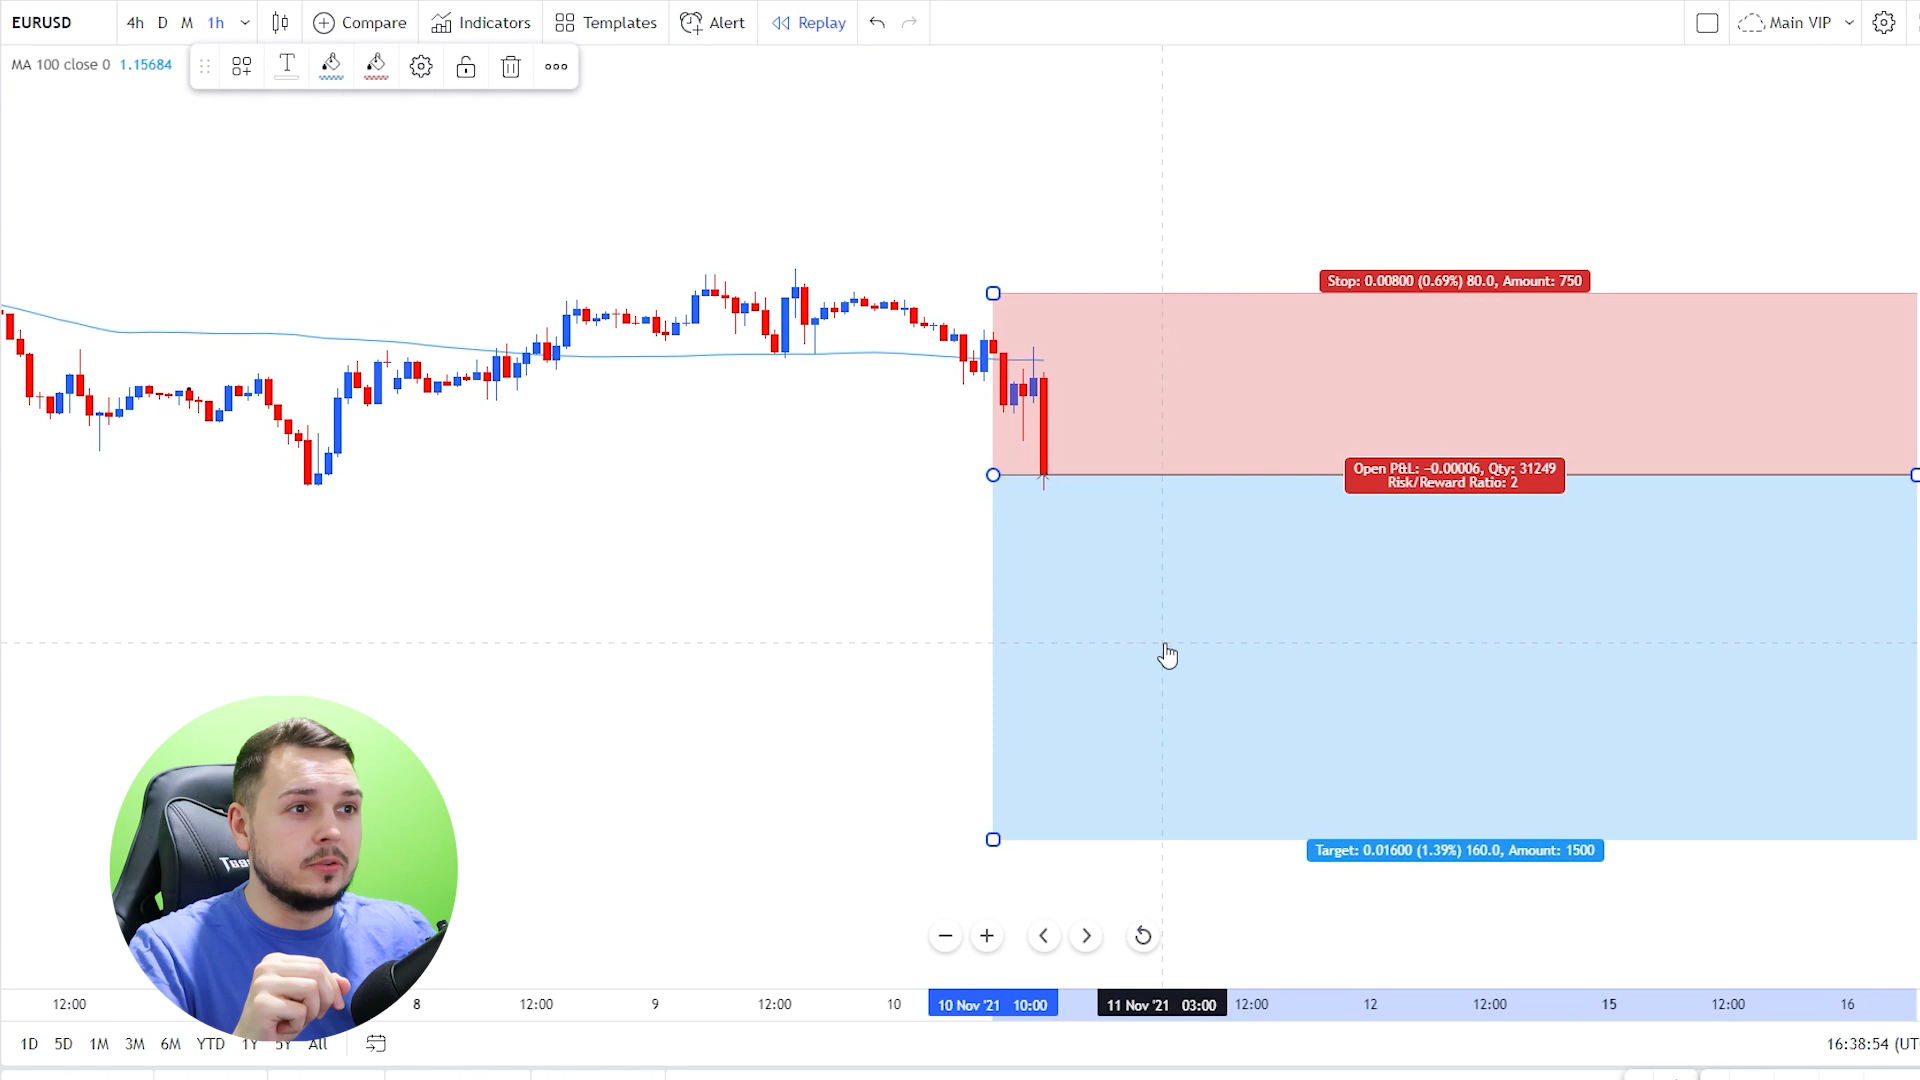 EURUSD 4h D M 1h Compare Indicators Templates Alert Replay Main VIP
MA 100 close 0 1.15684
Stop: 0.00800 (0.69%) 80.0, Amount: 750
Open P&L: −0.00006, Qty: 31249
Risk/Reward Ratio: 2
Target: 0.01600 (1.39%) 160.0, Amount: 1500
12:00 8 12:00 9 12:00 10 10 Nov '21 10:00 11 Nov '21 03:00 12:00 12 12:00 15 12:00 16
1D 5D 1M 3M 6M YTD 1Y 5Y All 16:38:54 (UT